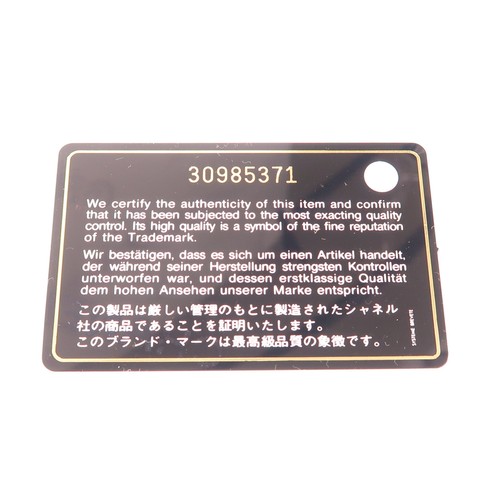 30985371
We certify the authenticity of this item and confirm
that it has been subjected to the most exacting quality
control. Its high quality is a symbol of the fine reputation
of the Trademark.
Wir bestätigen, dass es sich um einen Artikel handelt,
der während seiner Herstellung strengsten Kontrollen
unterworfen war, und dessen erstklassige Qualität
dem hohen Ansehen unserer Marke entspricht.
この製品は厳しい管理のもとに製造されたシャネル
社の商品であることを証明いたします。
このブランド・マークは最高級品質の象徴です。
SYSTEME BREVETE